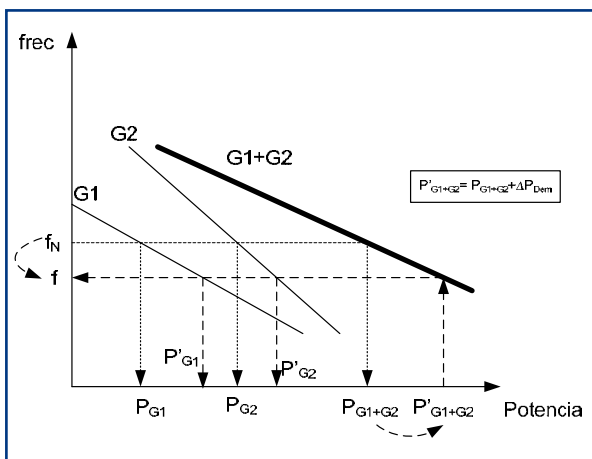 frec
G2
G1+G2
P'G1+G2= PG1+G2+ΔPDem
G1
fN
f
P'G1
P'G2
PG1
PG2
PG1+G2
P'G1+G2
Potencia